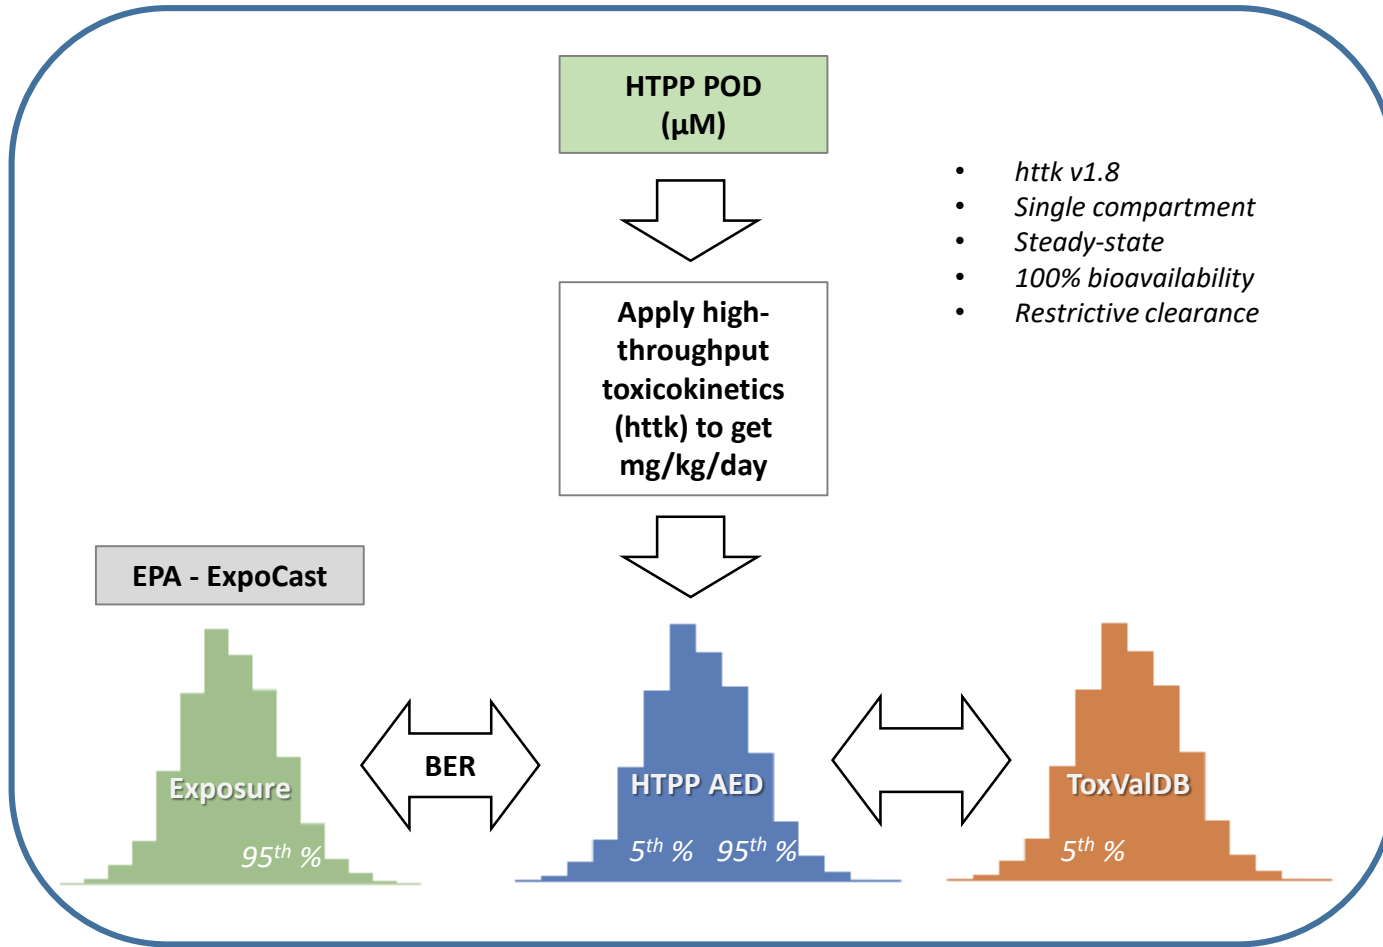 HTPP POD
(µM)
• httk v1.8
• Single compartment
• Steady-state
• 100% bioavailability
• Restrictive clearance
Apply high-
throughput
toxicokinetics
(httk) to get
mg/kg/day
EPA - ExpoCast
Exposure
95th %
BER
HTPP AED
5th % 95th %
ToxValDB
5th %